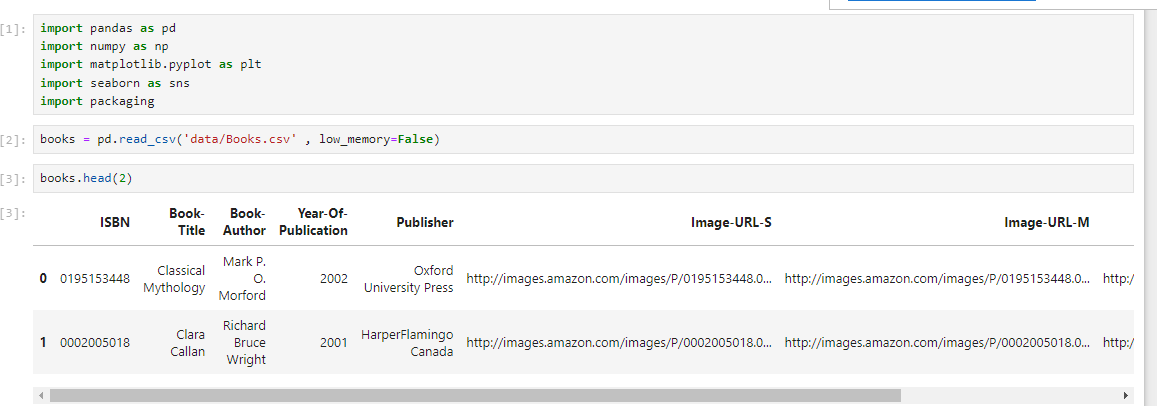 [1]: import pandas as pd
import numpy as np
import matplotlib.pyplot as plt
import seaborn as sns
import packaging
[2]: books = pd.read_csv('data/Books.csv' , low_memory=False)
[3]: books.head(2)
[3]:
ISBN Book-Title Book-Author Year-Of-Publication Publisher Image-URL-S Image-URL-M
0 0195153448 Classical Mythology Mark P. O. Morford 2002 Oxford University Press http://images.amazon.com/images/P/0195153448.0... http://images.amazon.com/images/P/0195153448.0... http:/
1 0002005018 Clara Callan Richard Bruce Wright 2001 HarperFlamingo Canada http://images.amazon.com/images/P/0002005018.0... http://images.amazon.com/images/P/0002005018.0... http:/